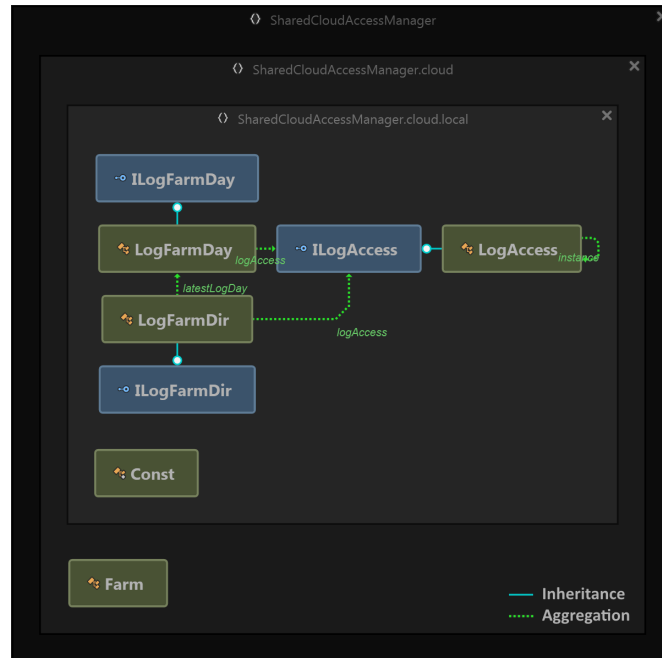 SharedCloudAccessManager
SharedCloudAccessManager.cloud
SharedCloudAccessManager.cloud.local
ILogFarmDay
LogFarmDay
logAccess
ILogAccess
LogAccess
instance
latestLogDay
LogFarmDir
logAccess
ILogFarmDir
Const
Farm
Inheritance
Aggregation